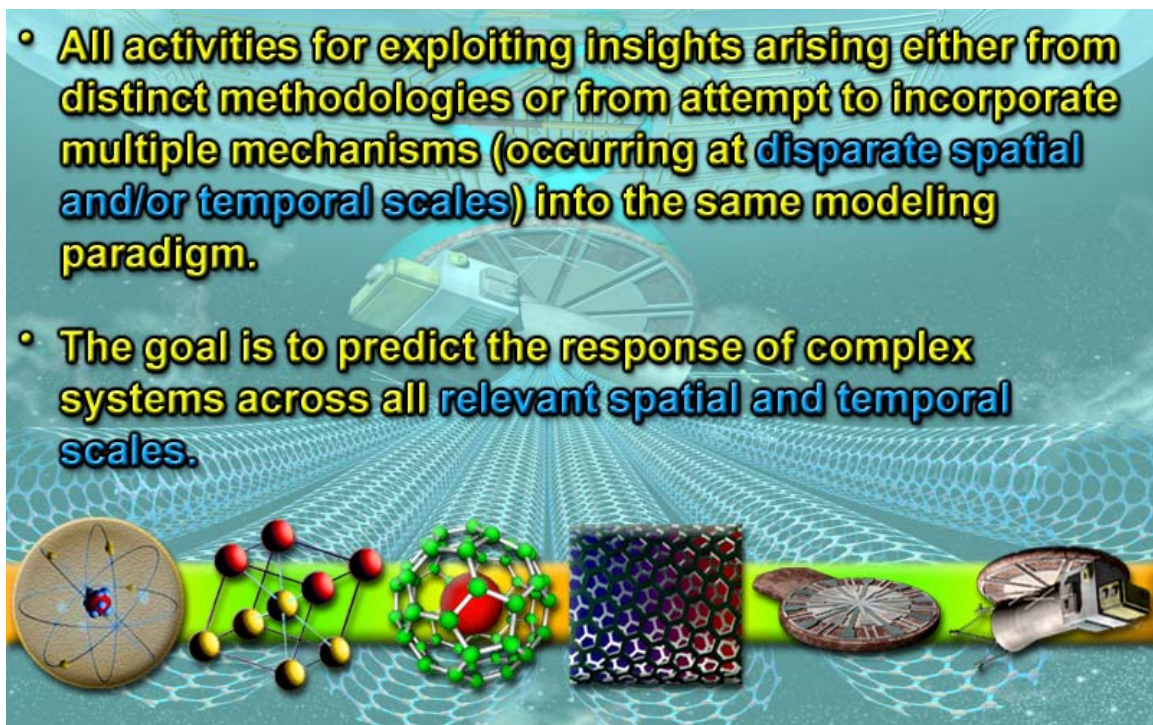 • All activities for exploiting insights arising either from
distinct methodologies or from attempt to incorporate
multiple mechanisms (occurring at disparate spatial
and/or temporal scales) into the same modeling
paradigm.
• The goal is to predict the response of complex
systems across all relevant spatial and temporal
scales.